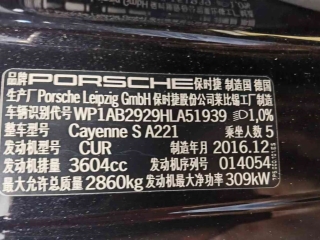 品牌 PORSCHE 保时捷 制造国 德国
生产厂 Porsche Leipzig GmbH 保时捷股份公司莱比锡工厂制造
车辆识别代号 WP1AB2929HLA51939 1,0%
整车型号 Cayenne S A221 乘坐人数 5
发动机型号 CUR 制造年月 2016.12
发动机排量 3604cc 发动机序列号 014054
最大允许总质量 2860kg 发动机最大净功率 309kW